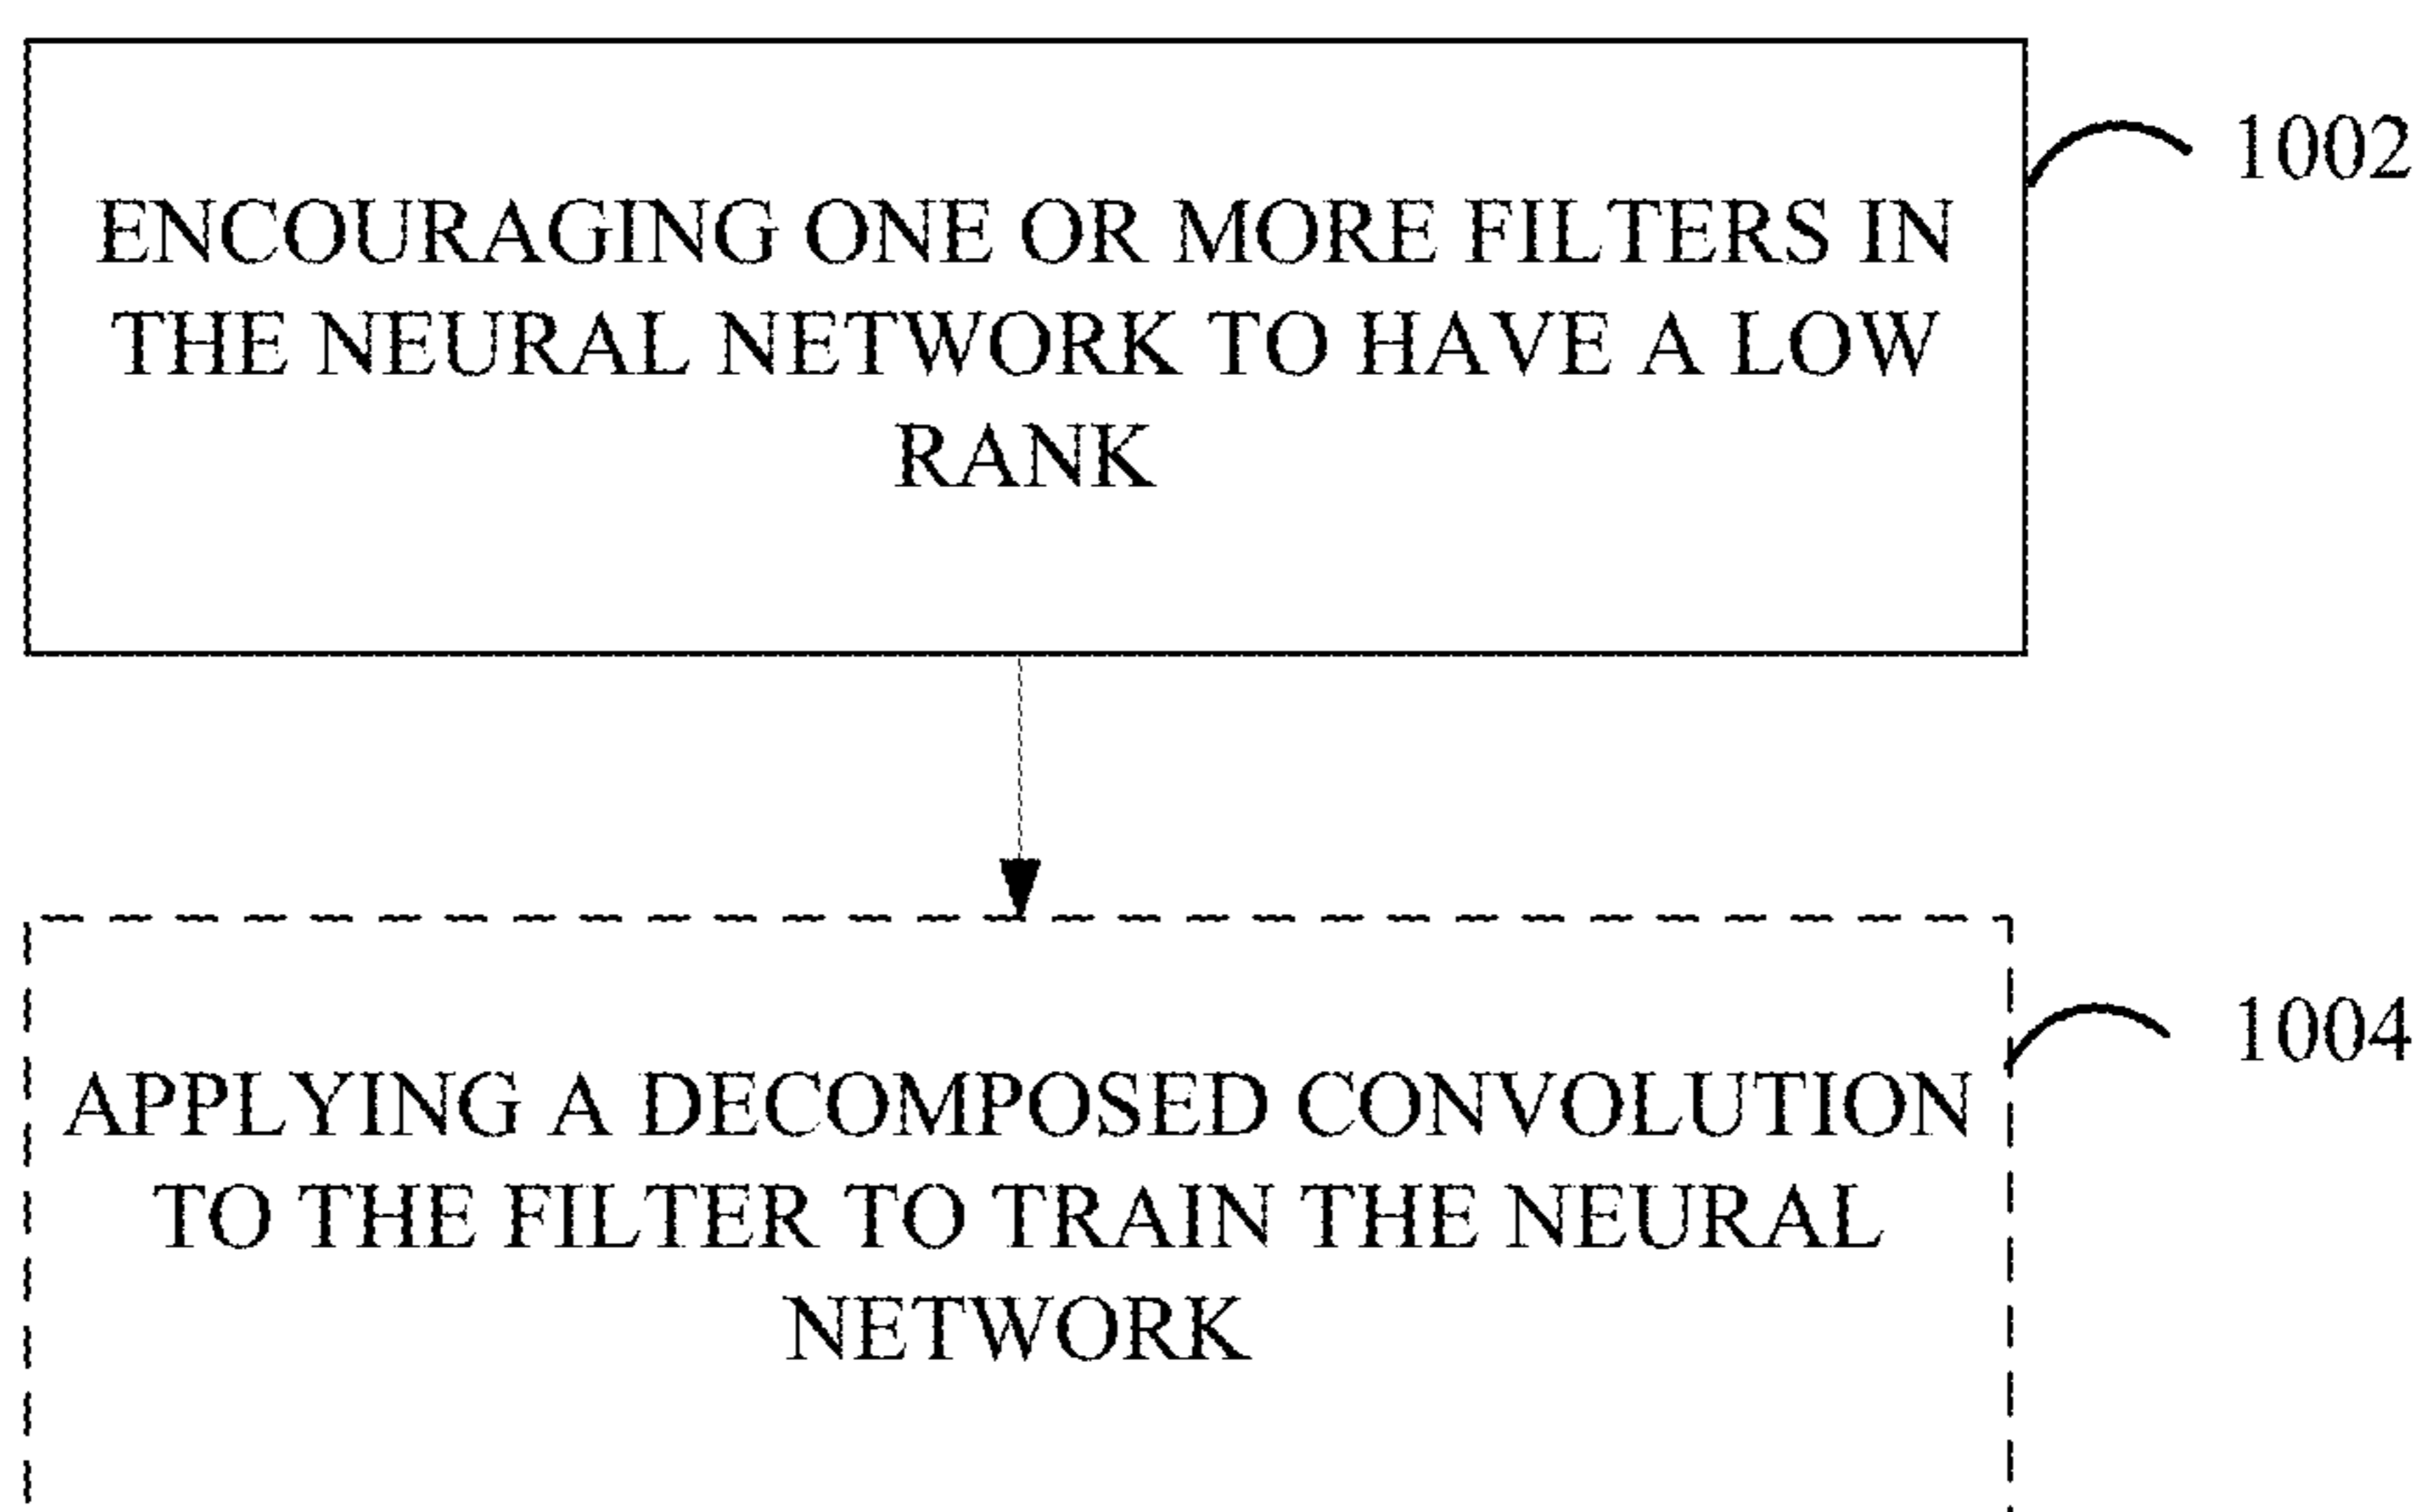 1002
ENCOURAGING ONE OR MORE FILTERS IN
THE NEURAL NETWORK TO HAVE A LOW
RANK
1004
APPLYING A DECOMPOSED CONVOLUTION
TO THE FILTER TO TRAIN THE NEURAL
NETWORK